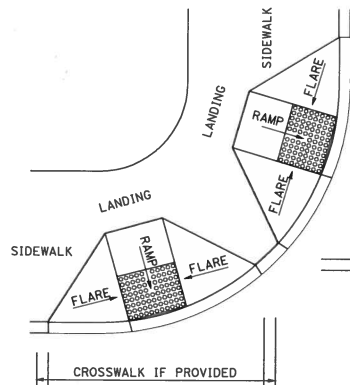 SIDEWALK
FLARE
LANDING
RAMP
FLARE
LANDING
SIDEWALK
RAMP
FLARE
FLARE
CROSSWALK IF PROVIDED